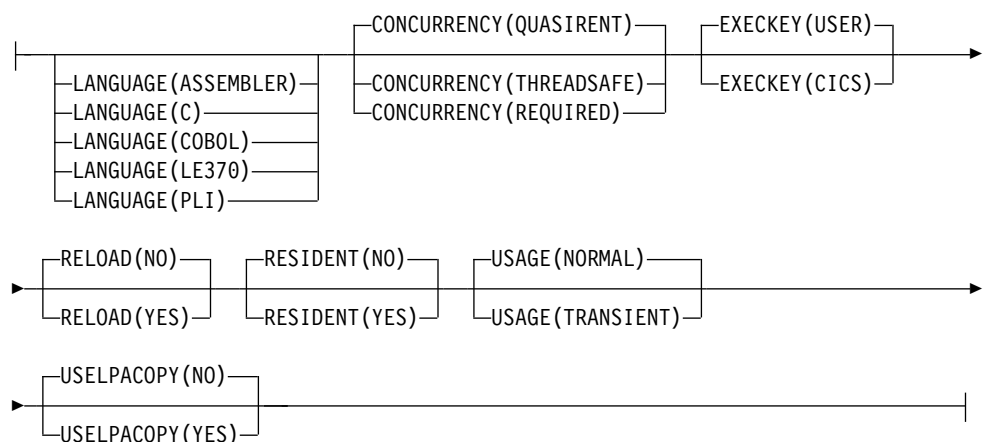 CONCURRENCY(QUASIRENT) EXECKEY(USER)
LANGUAGE(ASSEMBLER) CONCURRENCY(THREADSAFE) EXECKEY(CICS)
LANGUAGE(C) CONCURRENCY(REQUIRED)
LANGUAGE(COBOL)
LANGUAGE(LE370)
LANGUAGE(PLI)
RELOAD(NO) RESIDENT(NO) USAGE(NORMAL)
RELOAD(YES) RESIDENT(YES) USAGE(TRANSIENT)
USELPACOPY(NO)
USELPACOPY(YES)